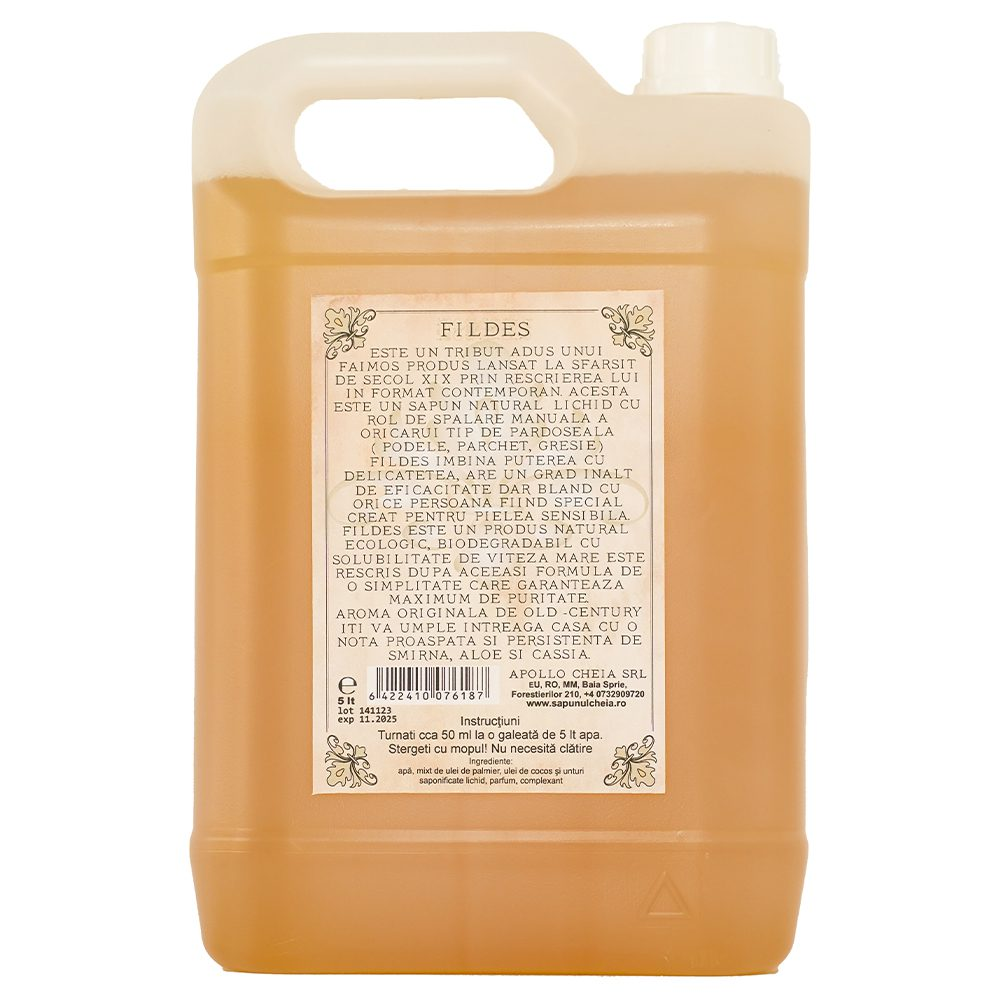 FILDES
ESTE UN TRIBUT ADUS UNUI
FAIMOS PRODUS LANSAT LA SFARSIT
DE SECOL XIX PRIN RESCRIEREA LUI
IN FORMAT CONTEMPORAN. ACESTA
ESTE UN SAPUN NATURAL LICHID CU
ROL DE SPALARE MANUALA A
ORICARUI TIP DE PARDOSEALA
( PODELE, PARCHET, GRESIE)
FILDES IMBINA PUTEREA CU
DELICATETEA, ARE UN GRAD INALT
DE EFICACITATE DAR BLAND CU
ORICE PERSOANA FIIND SPECIAL
CREAT PENTRU PIELEA SENSIBILA.
FILDES ESTE UN PRODUS NATURAL
ECOLOGIC, BIODEGRADABIL CU
SOLUBILITATE DE VITEZA MARE ESTE
RESCRIS DUPA ACEEASI FORMULA DE
O SIMPLITATE CARE GARANTEAZA
MAXIMUM DE PURITATE.
AROMA ORIGINALA DE OLD -CENTURY
ITI VA UMPLE INTREAGA CASA CU O
NOTA PROASPATA SI PERSISTENTA DE
SMIRNA, ALOE SI CASSIA.
APOLLO CHEIA SRL
EU, RO, MM, Baia Sprie,
Forestierilor 210, +4 0732909720
www.sapunulcheia.ro
6 422410 076187
e
5 lt
lot 141123
exp 11.2025
Instrucţiuni
Turnati cca 50 ml la o galeată de 5 lt apa.
Stergeti cu mopul! Nu necesită clătire
Ingrediente:
apă, mixt de ulei de palmier, ulei de cocos şi unturi
saponificate lichid, parfum, complexant